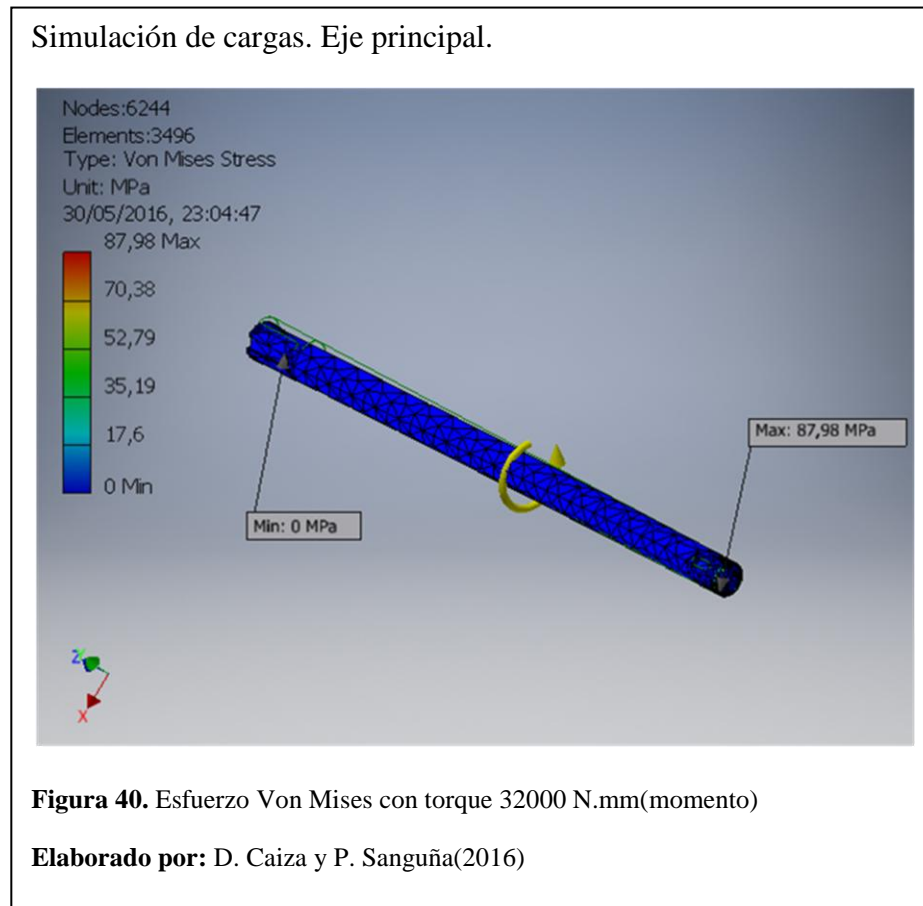 Simulación de cargas. Eje principal.
Nodes:6244
Elements:3496
Type: Von Mises Stress
Unit: MPa
30/05/2016, 23:04:47
87,98 Max
70,38
52,79
35,19
17,6
0 Min
Max: 87,98 MPa
Min: 0 MPa
Z
X
Figura 40. Esfuerzo Von Mises con torque 32000 N.mm(momento)
Elaborado por: D. Caiza y P. Sanguña(2016)